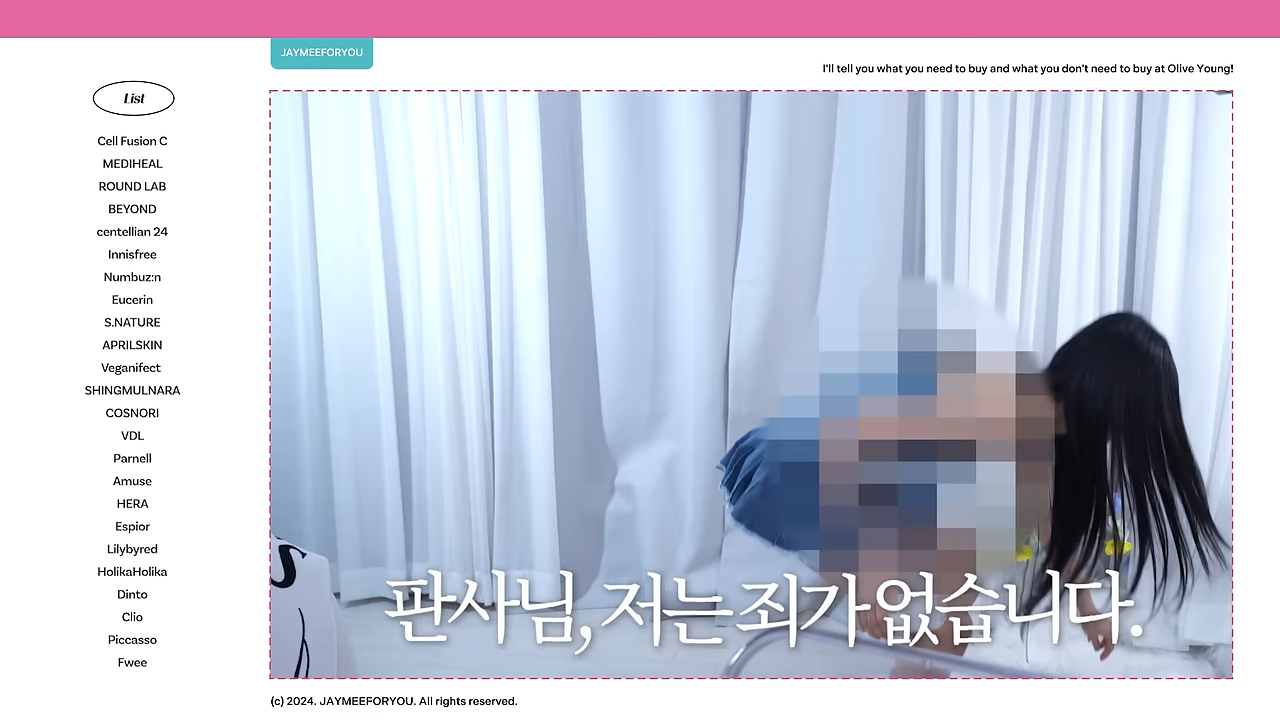 JAYMEEFORYOU
I'll tell you what you need to buy and what you don't need to buy at Olive Young!
List
Cell Fusion C
MEDIHEAL
ROUND LAB
BEYOND
centellian 24
Innisfree
Numbuz:n
Eucerin
S.NATURE
APRILSKIN
Veganifect
SHINGMULNARA
COSNORI
VDL
Parnell
Amuse
HERA
Espior
Lilybyred
HolikaHolika
Dinto
Clio
Piccasso
Fwee
판사님, 저는 죄가 없습니다.
(c) 2024. JAYMEEFORYOU. All rights reserved.